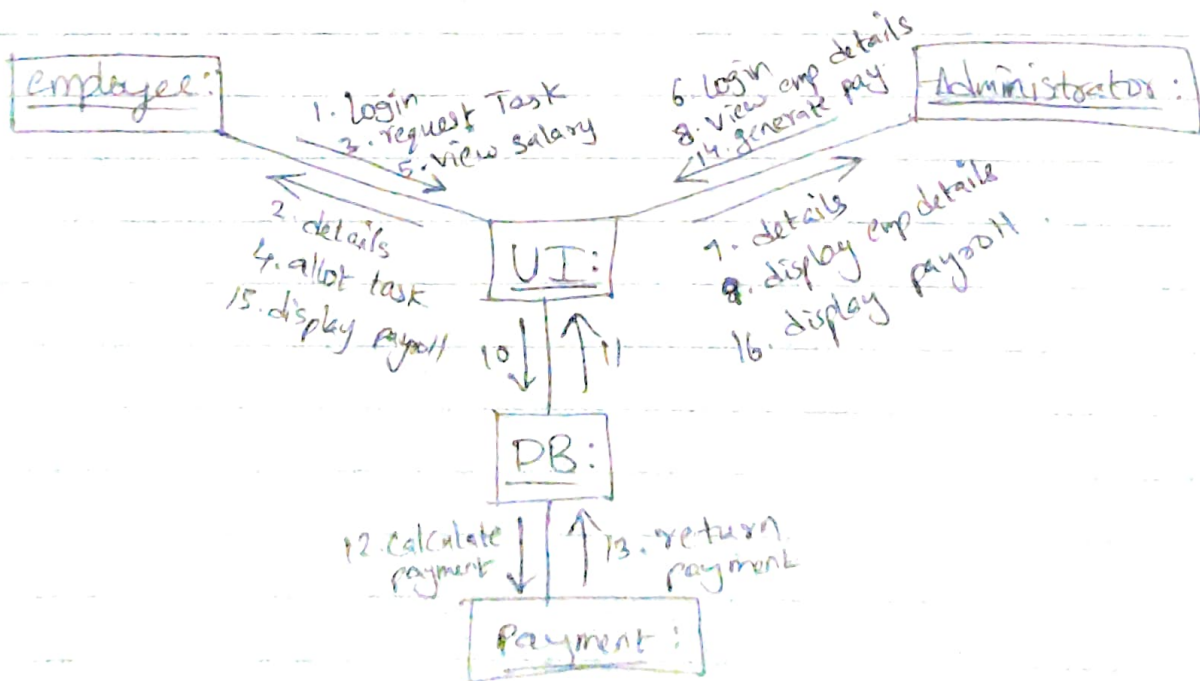 employee:
1. Login
3. request Task
5. view salary
2. details
4. allot task
15. display payroll
6. Login
8. view emp details
14. generate pay
Administrator:
7. details
9. display emp details
16. display payroll
UI:
10
11
DB:
12. calculate
payment
13. return
payment
Payment: